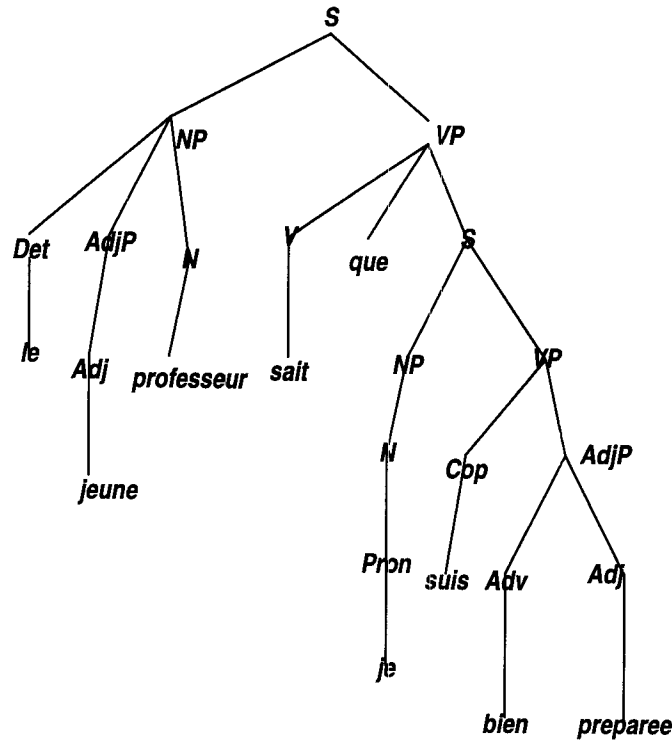 S
NP VP
Det AdjP N V que S
le Adj professeur sait NP VP
jeune N Cop AdjP
Pron suis Adv Adj
je
bien preparee